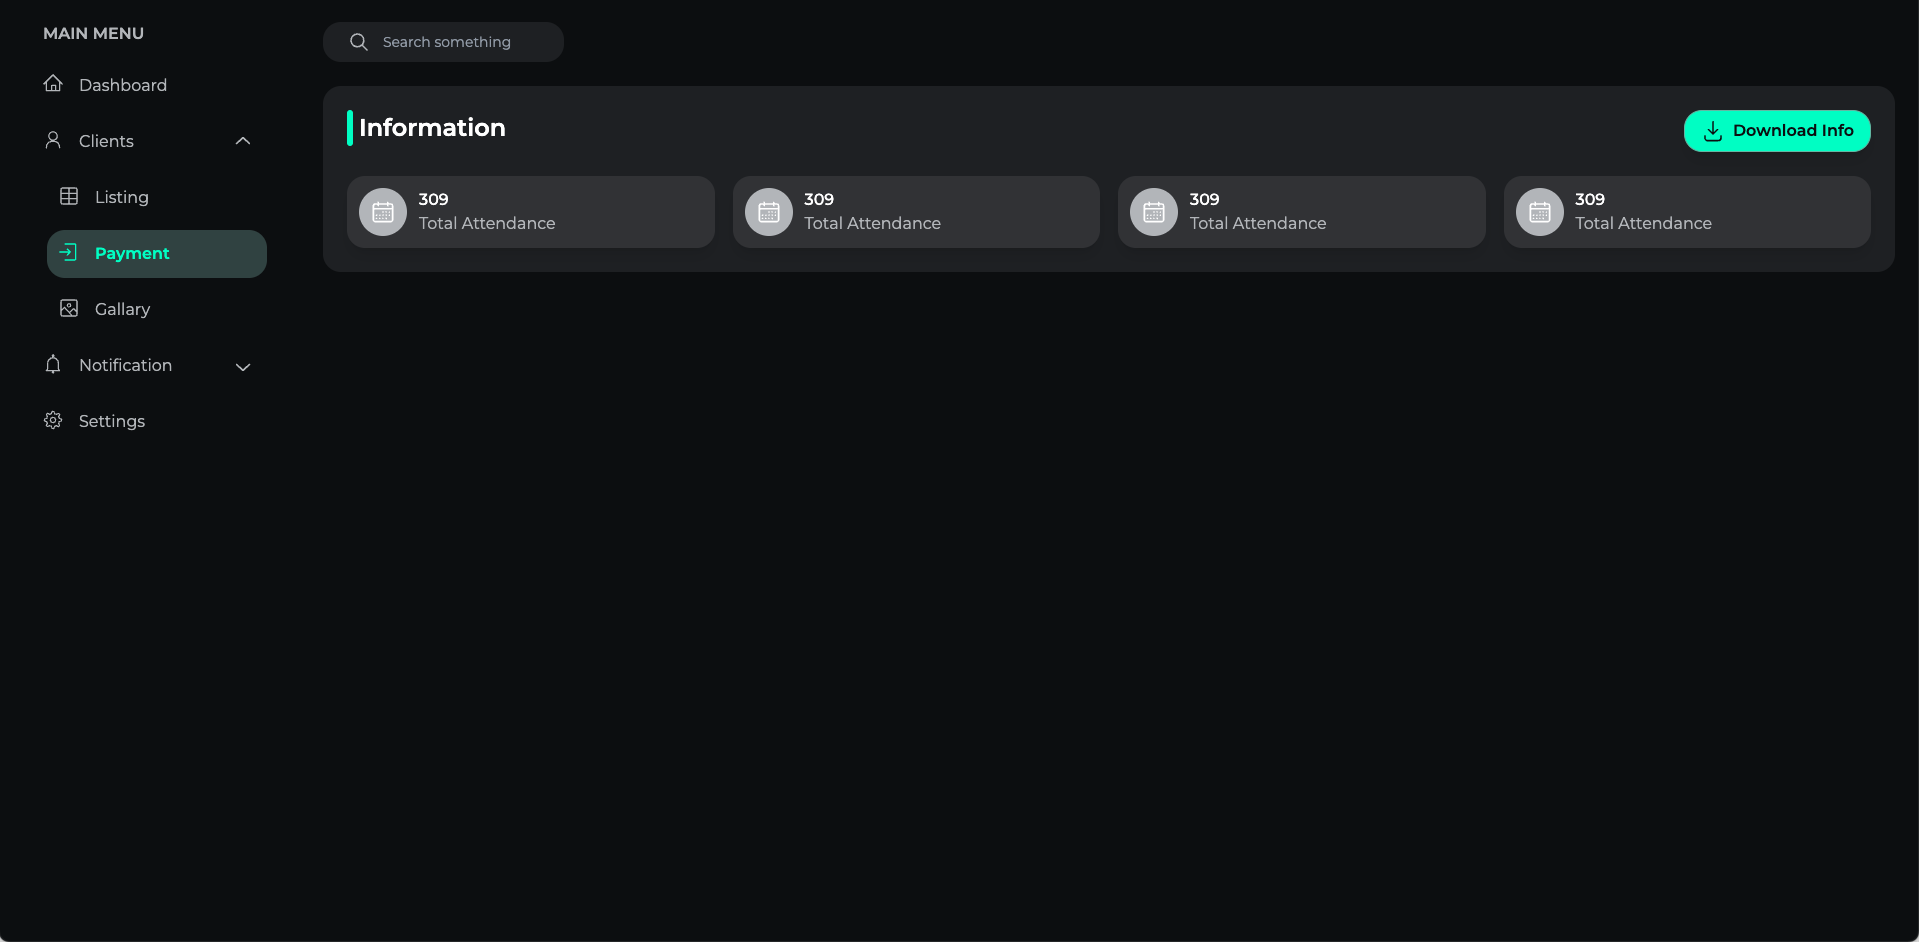 MAIN MENU
Dashboard
Clients
Listing
Payment
Gallary
Notification
Settings
Search something
Information
Download Info
309
Total Attendance
309
Total Attendance
309
Total Attendance
309
Total Attendance